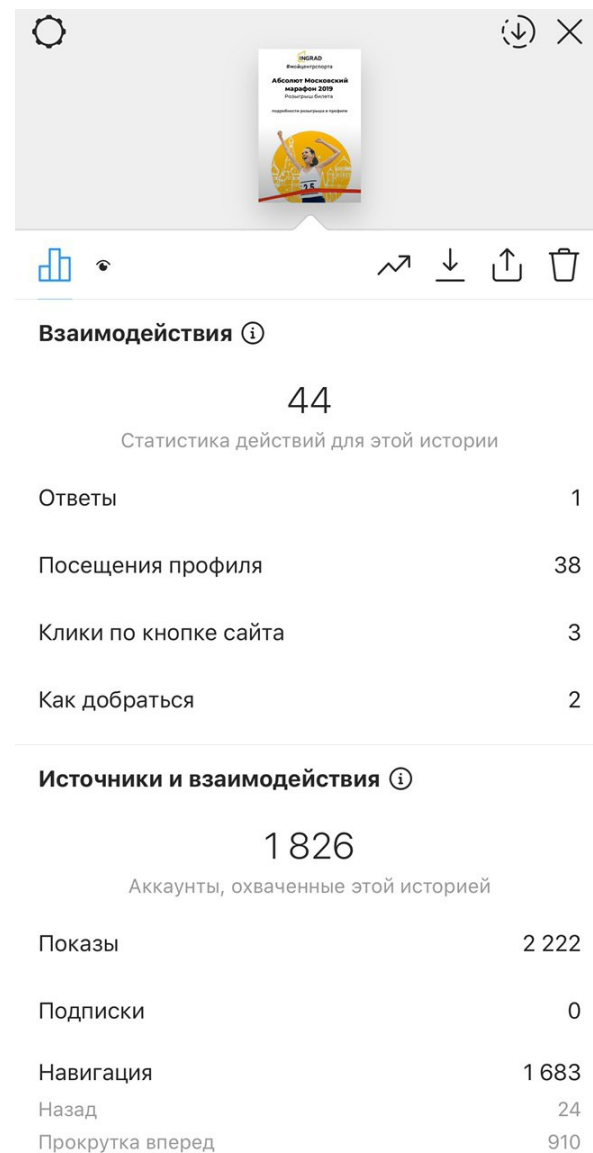 INGRAD
#мойцентрспорта
Абсолют Московский
марафон 2019
Розыгрыш билета
подробности розыгрыша в профиле
25
Взаимодействия
44
Статистика действий для этой истории
Ответы 1
Посещения профиля 38
Клики по кнопке сайта 3
Как добраться 2
Источники и взаимодействия
1 826
Аккаунты, охваченные этой историей
Показы 2 222
Подписки 0
Навигация 1 683
Назад 24
Прокрутка вперед 910